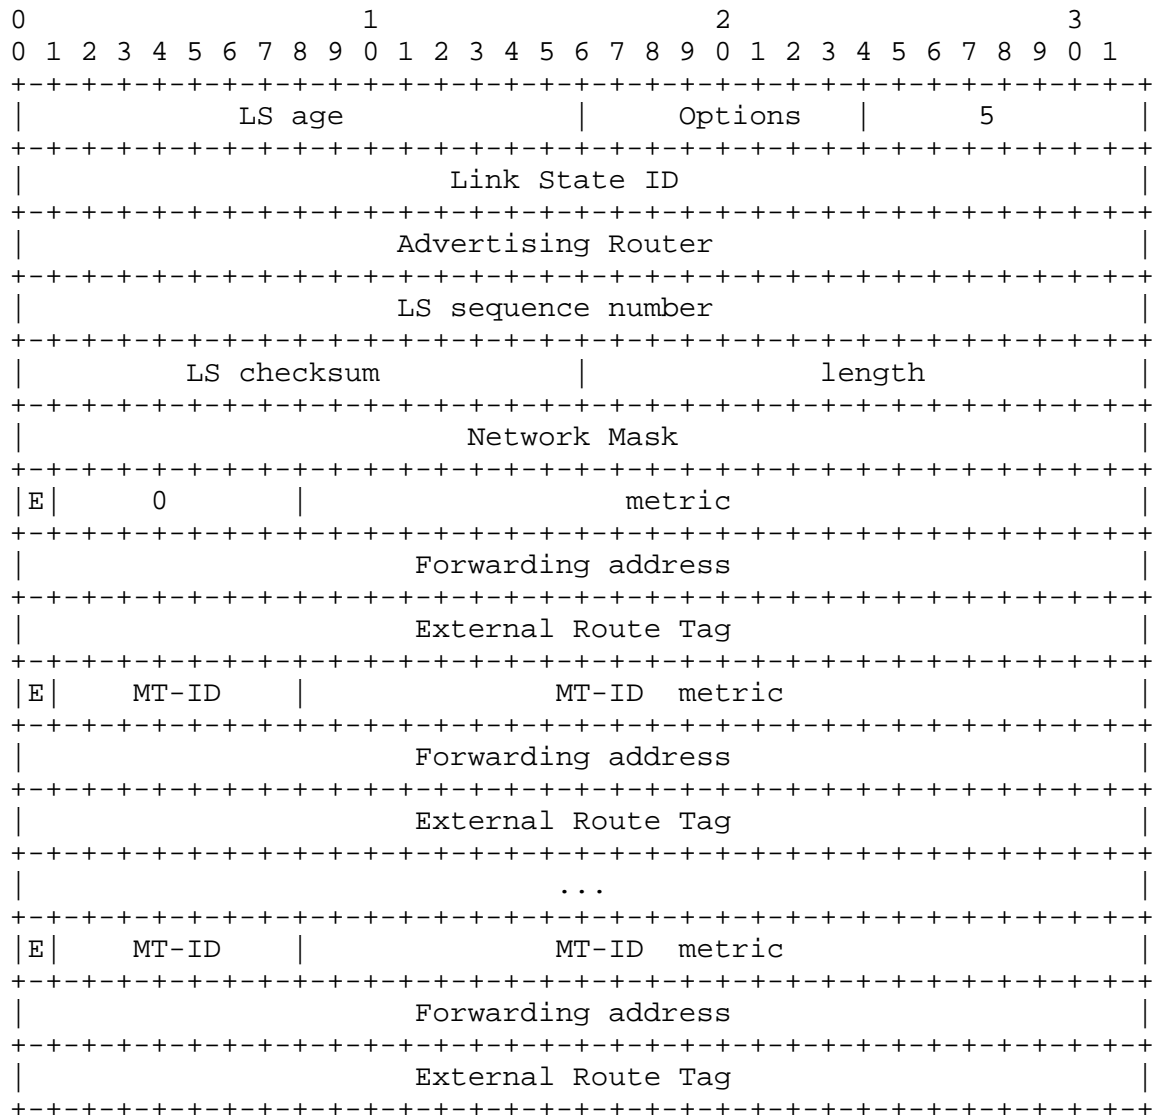 0                   1                   2                   3
0 1 2 3 4 5 6 7 8 9 0 1 2 3 4 5 6 7 8 9 0 1 2 3 4 5 6 7 8 9 0 1
+-+-+-+-+-+-+-+-+-+-+-+-+-+-+-+-+-+-+-+-+-+-+-+-+-+-+-+-+-+-+-+-+
|            LS age             |     Options   |      5        |
+-+-+-+-+-+-+-+-+-+-+-+-+-+-+-+-+-+-+-+-+-+-+-+-+-+-+-+-+-+-+-+-+
|                        Link State ID                          |
+-+-+-+-+-+-+-+-+-+-+-+-+-+-+-+-+-+-+-+-+-+-+-+-+-+-+-+-+-+-+-+-+
|                     Advertising Router                        |
+-+-+-+-+-+-+-+-+-+-+-+-+-+-+-+-+-+-+-+-+-+-+-+-+-+-+-+-+-+-+-+-+
|                     LS sequence number                        |
+-+-+-+-+-+-+-+-+-+-+-+-+-+-+-+-+-+-+-+-+-+-+-+-+-+-+-+-+-+-+-+-+
|         LS checksum           |             length            |
+-+-+-+-+-+-+-+-+-+-+-+-+-+-+-+-+-+-+-+-+-+-+-+-+-+-+-+-+-+-+-+-+
|                         Network Mask                          |
+-+-+-+-+-+-+-+-+-+-+-+-+-+-+-+-+-+-+-+-+-+-+-+-+-+-+-+-+-+-+-+-+
|E|     0       |                  metric                       |
+-+-+-+-+-+-+-+-+-+-+-+-+-+-+-+-+-+-+-+-+-+-+-+-+-+-+-+-+-+-+-+-+
|                      Forwarding address                       |
+-+-+-+-+-+-+-+-+-+-+-+-+-+-+-+-+-+-+-+-+-+-+-+-+-+-+-+-+-+-+-+-+
|                      External Route Tag                       |
+-+-+-+-+-+-+-+-+-+-+-+-+-+-+-+-+-+-+-+-+-+-+-+-+-+-+-+-+-+-+-+-+
|E|    MT-ID    |              MT-ID  metric                    |
+-+-+-+-+-+-+-+-+-+-+-+-+-+-+-+-+-+-+-+-+-+-+-+-+-+-+-+-+-+-+-+-+
|                      Forwarding address                       |
+-+-+-+-+-+-+-+-+-+-+-+-+-+-+-+-+-+-+-+-+-+-+-+-+-+-+-+-+-+-+-+-+
|                      External Route Tag                       |
+-+-+-+-+-+-+-+-+-+-+-+-+-+-+-+-+-+-+-+-+-+-+-+-+-+-+-+-+-+-+-+-+
|                              ...                              |
+-+-+-+-+-+-+-+-+-+-+-+-+-+-+-+-+-+-+-+-+-+-+-+-+-+-+-+-+-+-+-+-+
|E|    MT-ID    |              MT-ID  metric                    |
+-+-+-+-+-+-+-+-+-+-+-+-+-+-+-+-+-+-+-+-+-+-+-+-+-+-+-+-+-+-+-+-+
|                      Forwarding address                       |
+-+-+-+-+-+-+-+-+-+-+-+-+-+-+-+-+-+-+-+-+-+-+-+-+-+-+-+-+-+-+-+-+
|                      External Route Tag                       |
+-+-+-+-+-+-+-+-+-+-+-+-+-+-+-+-+-+-+-+-+-+-+-+-+-+-+-+-+-+-+-+-+